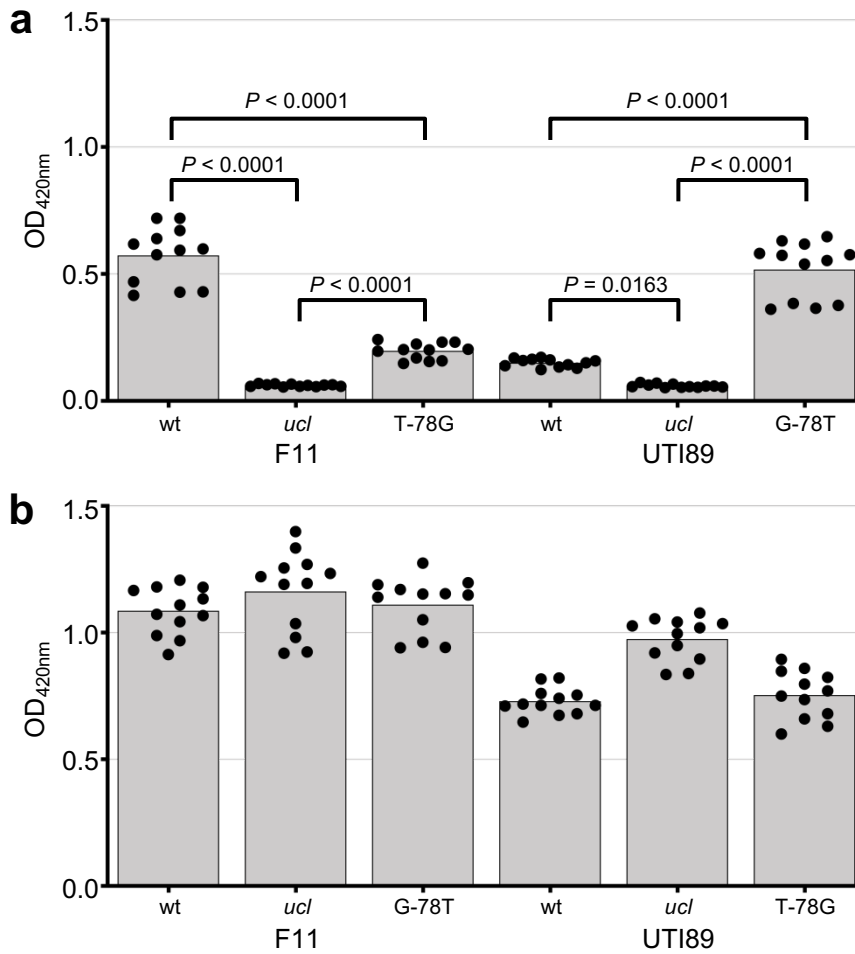 a
1.5
P < 0.0001
P < 0.0001
1.0
P < 0.0001
P < 0.0001
OD420nm
0.5
P < 0.0001
P = 0.0163
0.0
wt
ucl
T-78G
wt
ucl
G-78T
F11
UTI89
b
1.5
1.0
OD420nm
0.5
0.0
wt
ucl
G-78T
wt
ucl
T-78G
F11
UTI89